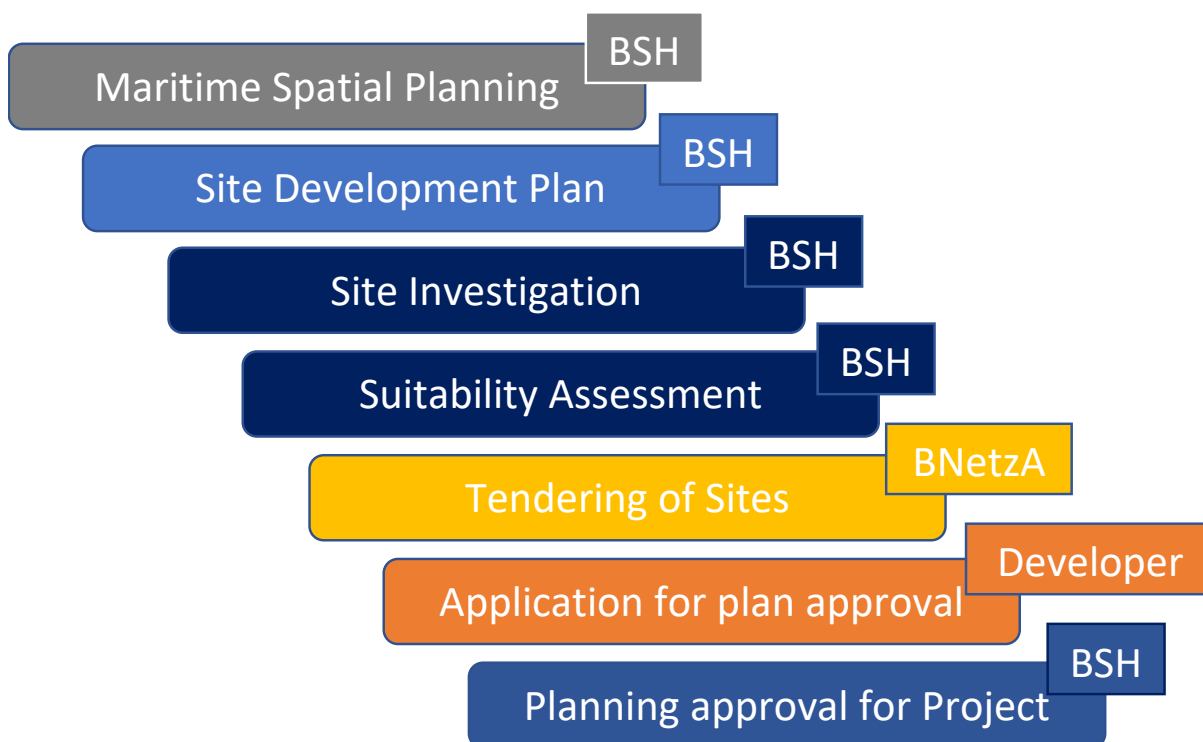 BSH
Maritime Spatial Planning
BSH
Site Development Plan
BSH
Site Investigation
BSH
Suitability Assessment
BNetzA
Tendering of Sites
Developer
Application for plan approval
BSH
Planning approval for Project